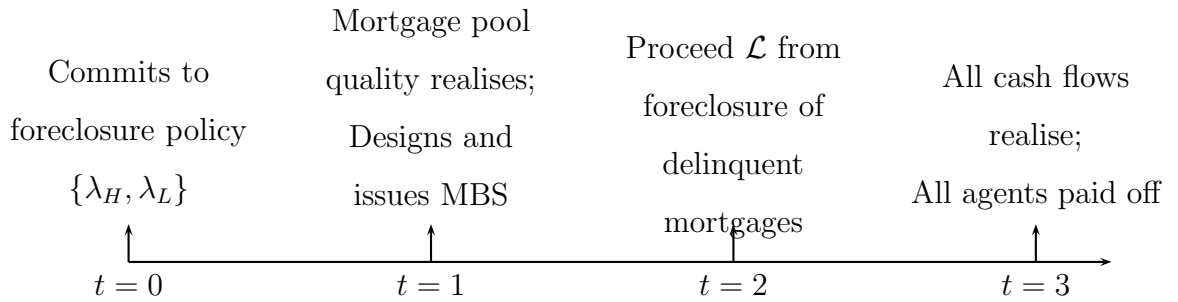 Commits to
foreclosure policy
{λ_H, λ_L}
Mortgage pool
quality realises;
Designs and
issues MBS
Proceed ℒ from
foreclosure of
delinquent
mortgages
All cash flows
realise;
All agents paid off
t = 0
t = 1
t = 2
t = 3